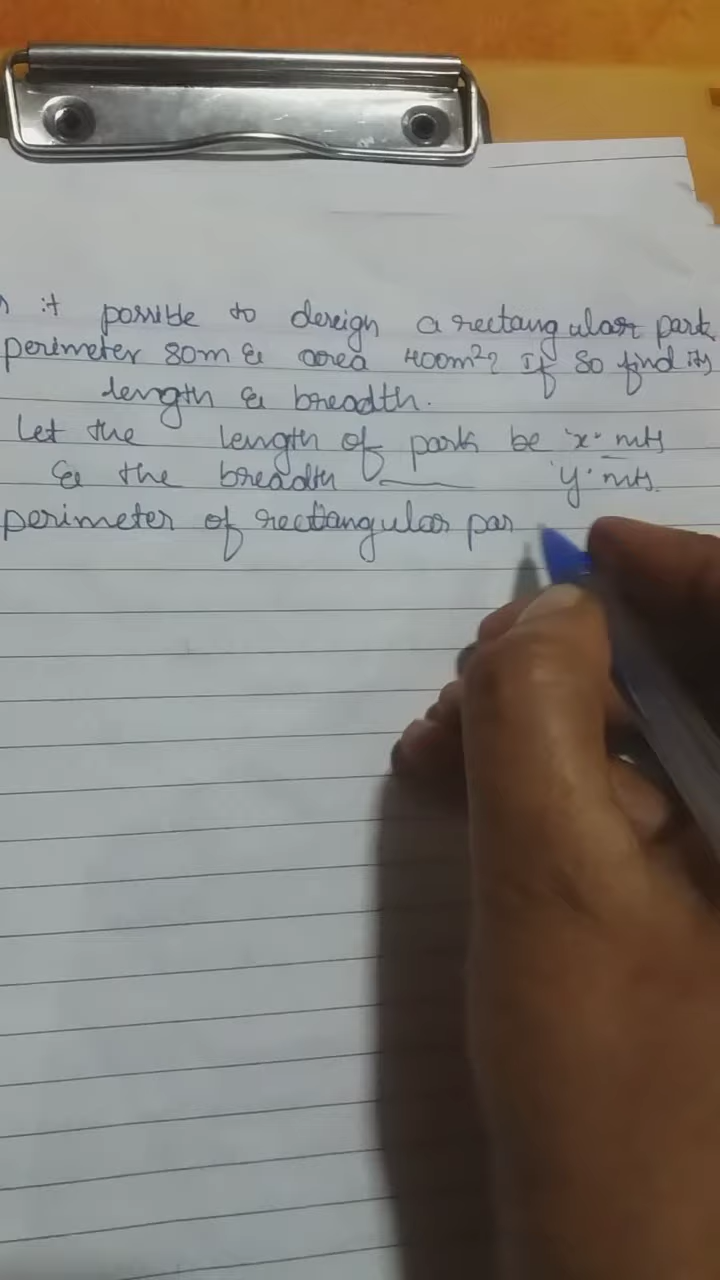 it possible to design a rectangular park
perimeter 80m & area 400m²? If so find its
length & breadth.
Let the length of park be 'x' mts
& the breadth —— 'y' mts.
perimeter of rectangular par